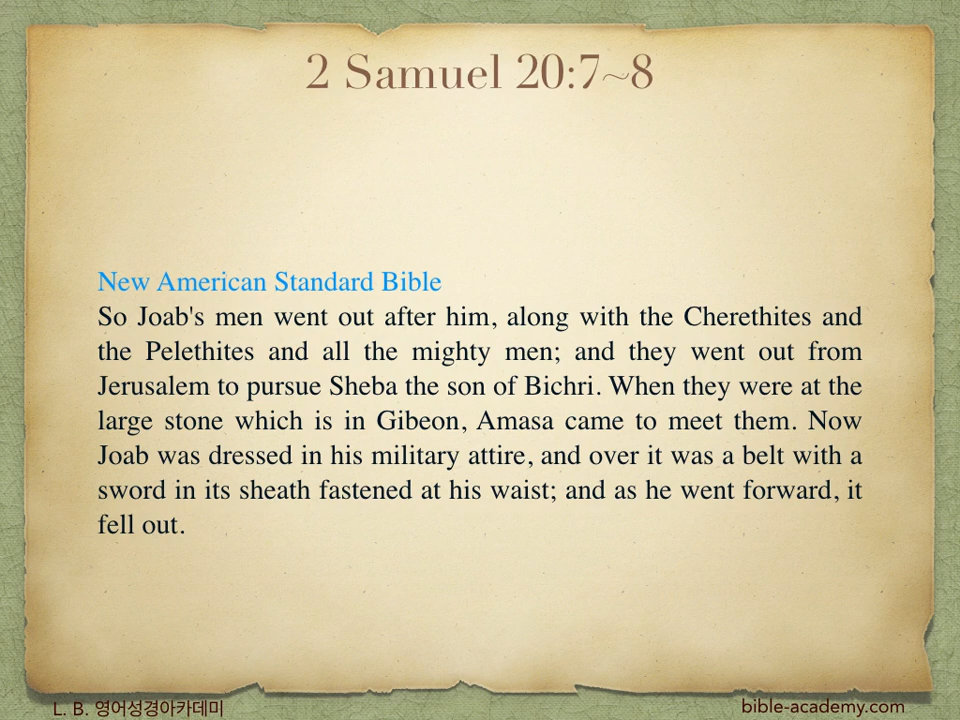 2 Samuel 20:7~8
New American Standard Bible
So Joab's men went out after him, along with the Cherethites and
the Pelethites and all the mighty men; and they went out from
Jerusalem to pursue Sheba the son of Bichri. When they were at the
large stone which is in Gibeon, Amasa came to meet them. Now
Joab was dressed in his military attire, and over it was a belt with a
sword in its sheath fastened at his waist; and as he went forward, it
fell out.
L. B. 영어성경아카데미
bible-academy.com